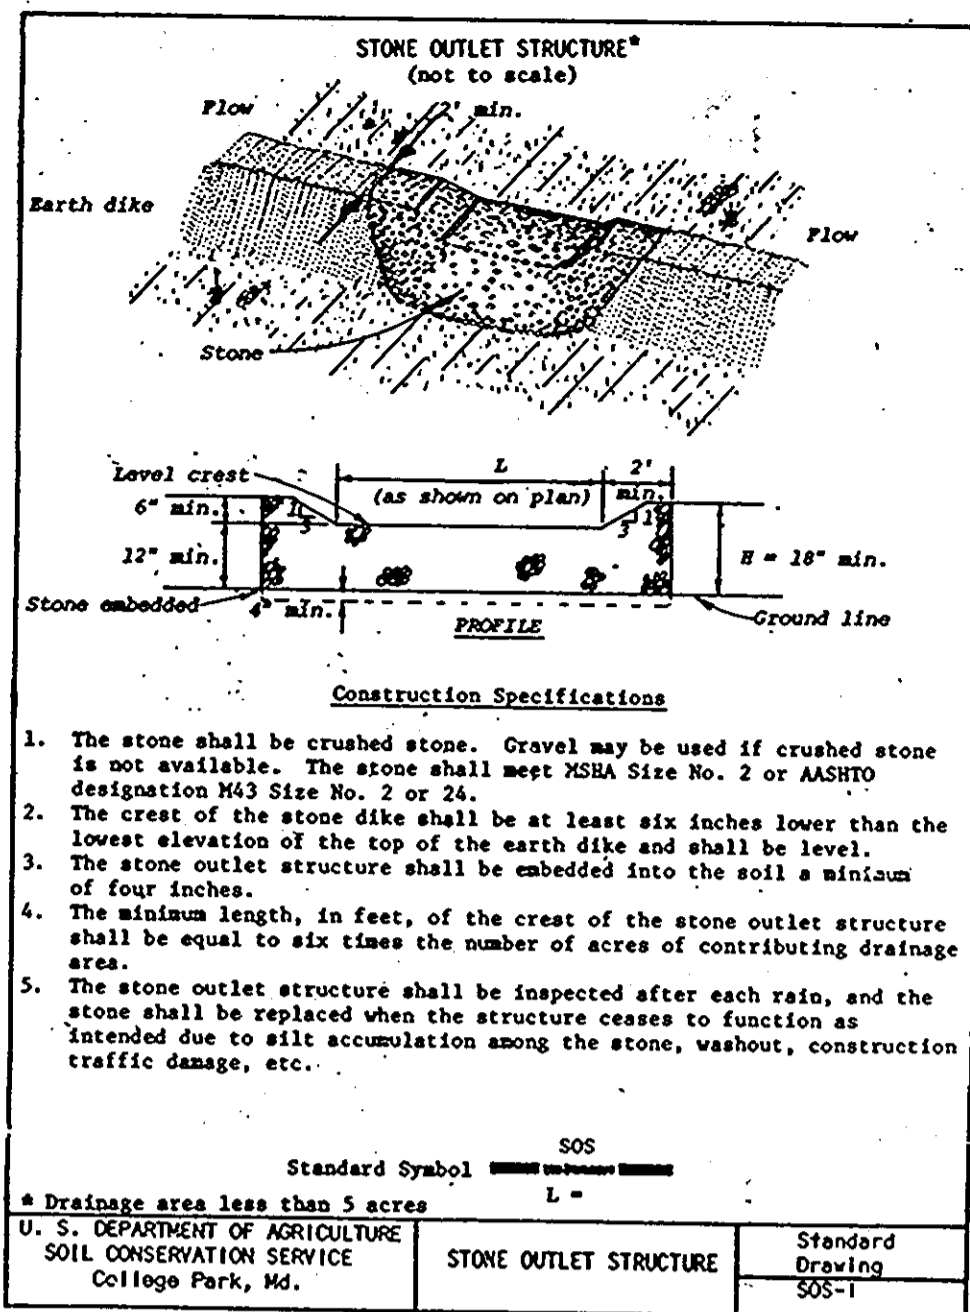 STONE OUTLET STRUCTURE*
(not to scale)
Flow
2' min.
Earth dike
Flow
Stone
Level crest
L
2'
(as shown on plan)
min.
6" min.
1
3
1
3
12" min.
H = 18" min.
Stone embedded
4" min.
Ground line
PROFILE
Construction Specifications
1. The stone shall be crushed stone. Gravel may be used if crushed stone
is not available. The stone shall meet MSHA Size No. 2 or AASHTO
designation M43 Size No. 2 or 24.
2. The crest of the stone dike shall be at least six inches lower than the
lowest elevation of the top of the earth dike and shall be level.
3. The stone outlet structure shall be embedded into the soil a minimum
of four inches.
4. The minimum length, in feet, of the crest of the stone outlet structure
shall be equal to six times the number of acres of contributing drainage
area.
5. The stone outlet structure shall be inspected after each rain, and the
stone shall be replaced when the structure ceases to function as
intended due to silt accumulation among the stone, washout, construction
traffic damage, etc.
SOS
Standard Symbol
L =
* Drainage area less than 5 acres
U. S. DEPARTMENT OF AGRICULTURE
SOIL CONSERVATION SERVICE
College Park, Md.
STONE OUTLET STRUCTURE
Standard
Drawing
SOS-1